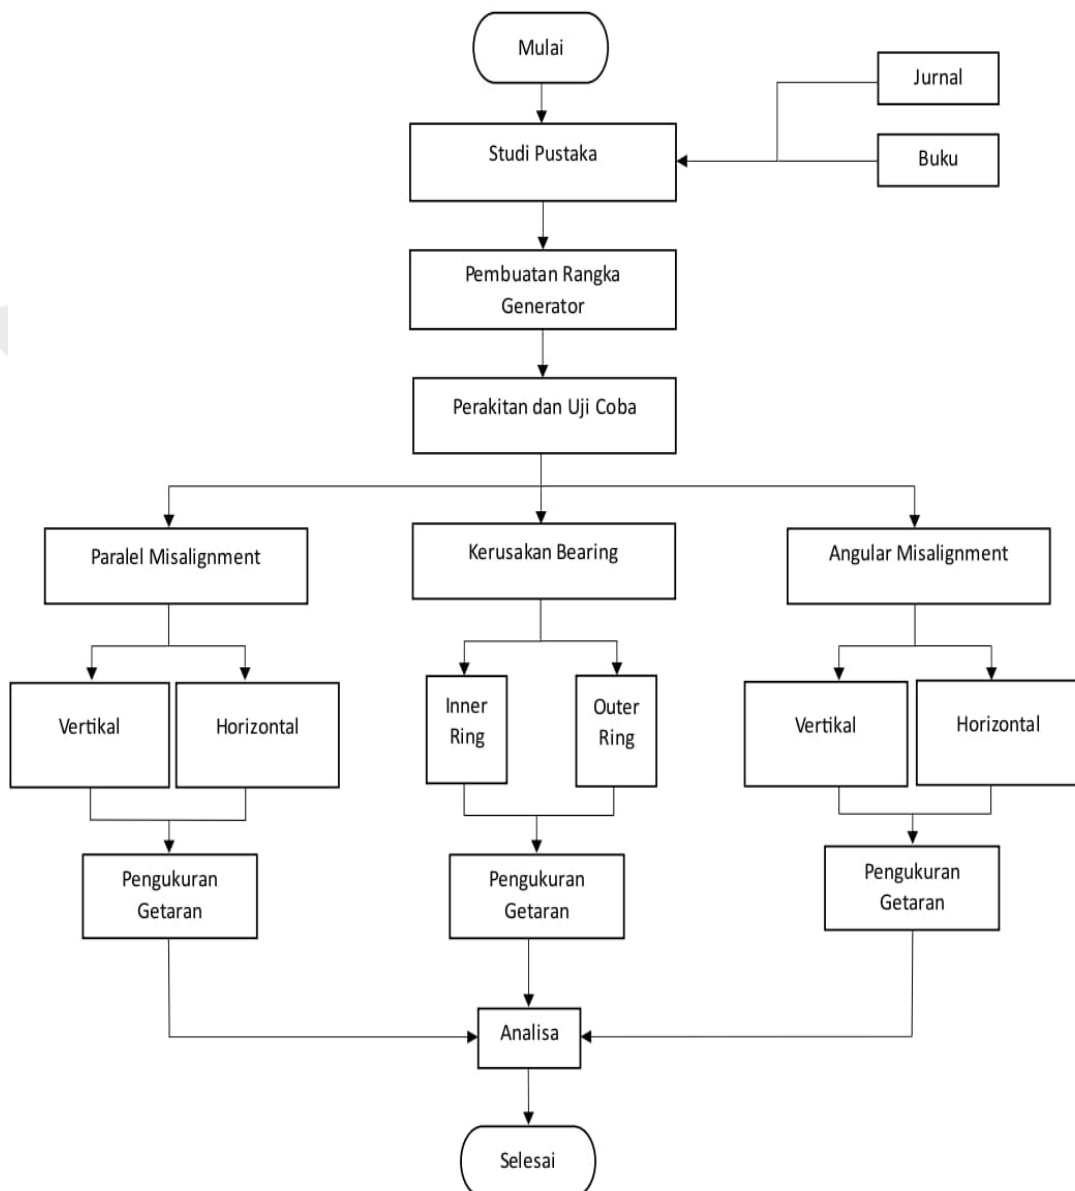 Mulai
Jurnal
Studi Pustaka
Buku
Pembuatan Rangka
Generator
Perakitan dan Uji Coba
Paralel Misalignment
Kerusakan Bearing
Angular Misalignment
Vertikal
Horizontal
Inner
Ring
Outer
Ring
Vertikal
Horizontal
Pengukuran
Getaran
Pengukuran
Getaran
Pengukuran
Getaran
Analisa
Selesai